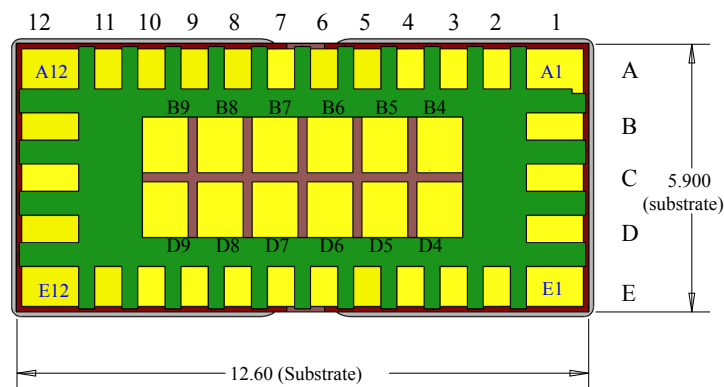 12 11 10 9 8 7 6 5 4 3 2 1
A12 A1 A
B9 B8 B7 B6 B5 B4
B
C
5.900
(substrate)
D
D9 D8 D7 D6 D5 D4
E12 E1 E
12.60 (Substrate)